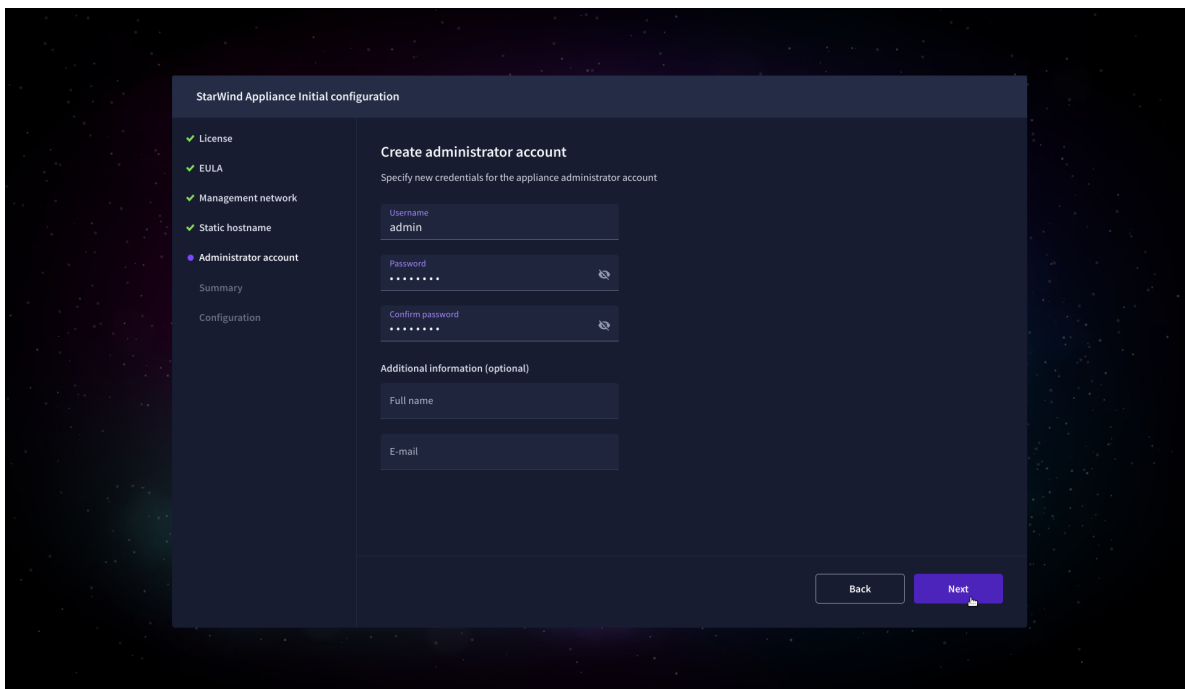 StarWind Appliance Initial configuration
License
EULA
Management network
Static hostname
Administrator account
Summary
Configuration
Create administrator account
Specify new credentials for the appliance administrator account
Username
admin
Password
••••••••
Confirm password
••••••••
Additional information (optional)
Full name
E-mail
Back
Next